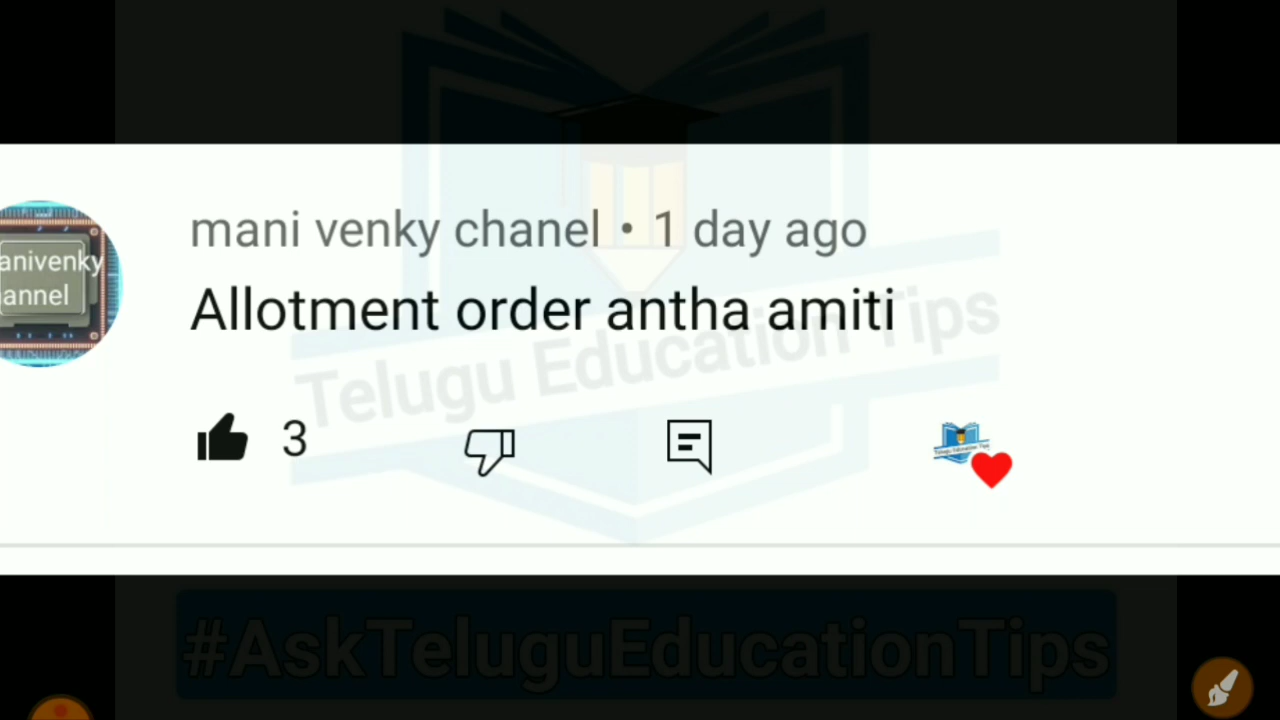 mani venky chanel • 1 day ago
anivenky
annel
Allotment order antha amiti
Telugu Education Tips
3
#AskTeluguEducationTips